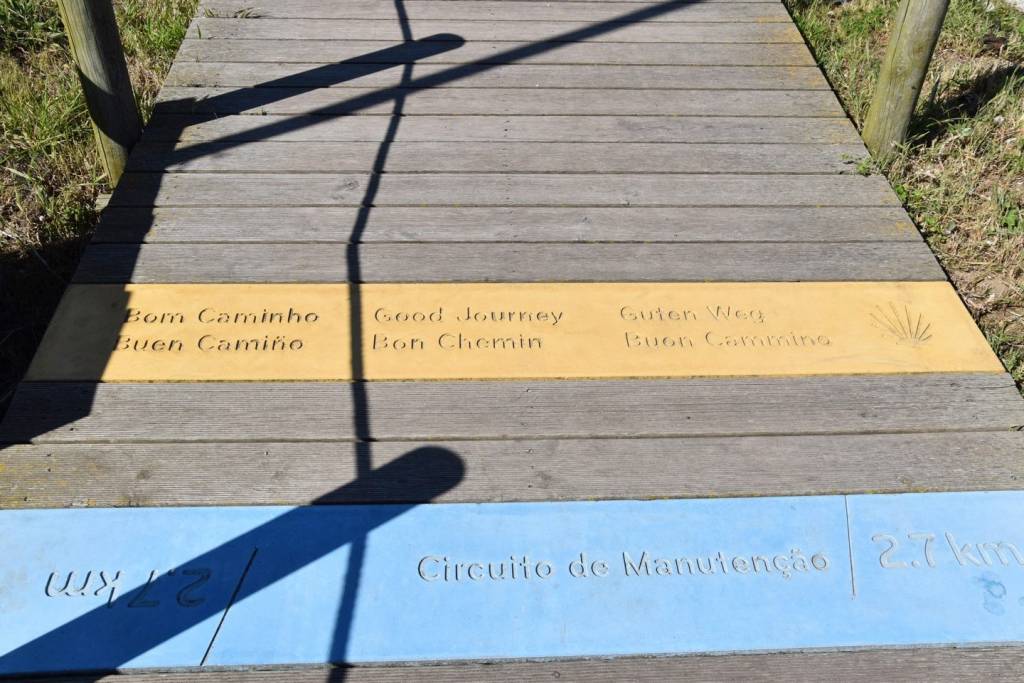 Bom Caminho Good Journey Guten Weg
Buen Camiño Bon Chemin Buon Cammino
2.7 km Circuito de Manutenção 2.7 km